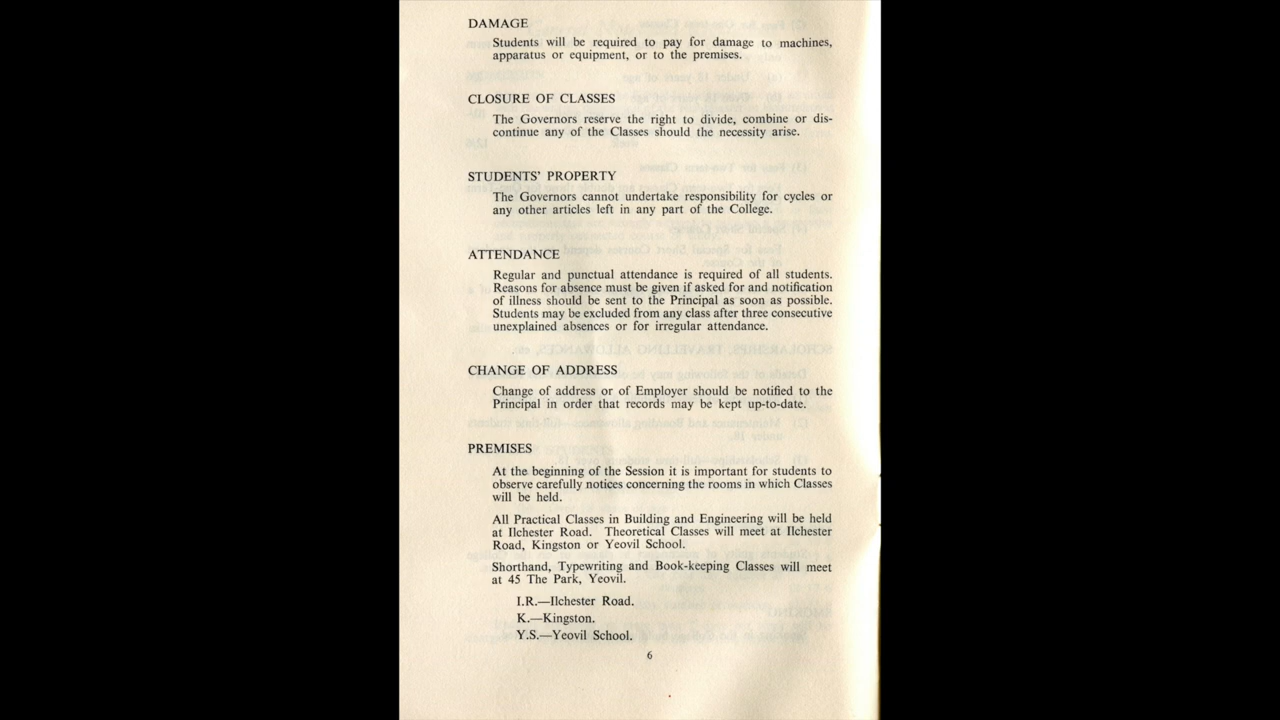 DAMAGE
Students will be required to pay for damage to machines,
apparatus or equipment, or to the premises.
CLOSURE OF CLASSES
The Governors reserve the right to divide, combine or dis-
continue any of the Classes should the necessity arise.
STUDENTS' PROPERTY
The Governors cannot undertake responsibility for cycles or
any other articles left in any part of the College.
ATTENDANCE
Regular and punctual attendance is required of all students.
Reasons for absence must be given if asked for and notification
of illness should be sent to the Principal as soon as possible.
Students may be excluded from any class after three consecutive
unexplained absences or for irregular attendance.
CHANGE OF ADDRESS
Change of address or of Employer should be notified to the
Principal in order that records may be kept up-to-date.
PREMISES
At the beginning of the Session it is important for students to
observe carefully notices concerning the rooms in which Classes
will be held.
All Practical Classes in Building and Engineering will be held
at Ilchester Road. Theoretical Classes will meet at Ilchester
Road, Kingston or Yeovil School.
Shorthand, Typewriting and Book-keeping Classes will meet
at 45 The Park, Yeovil.
I.R.—Ilchester Road.
K.—Kingston.
Y.S.—Yeovil School.
6